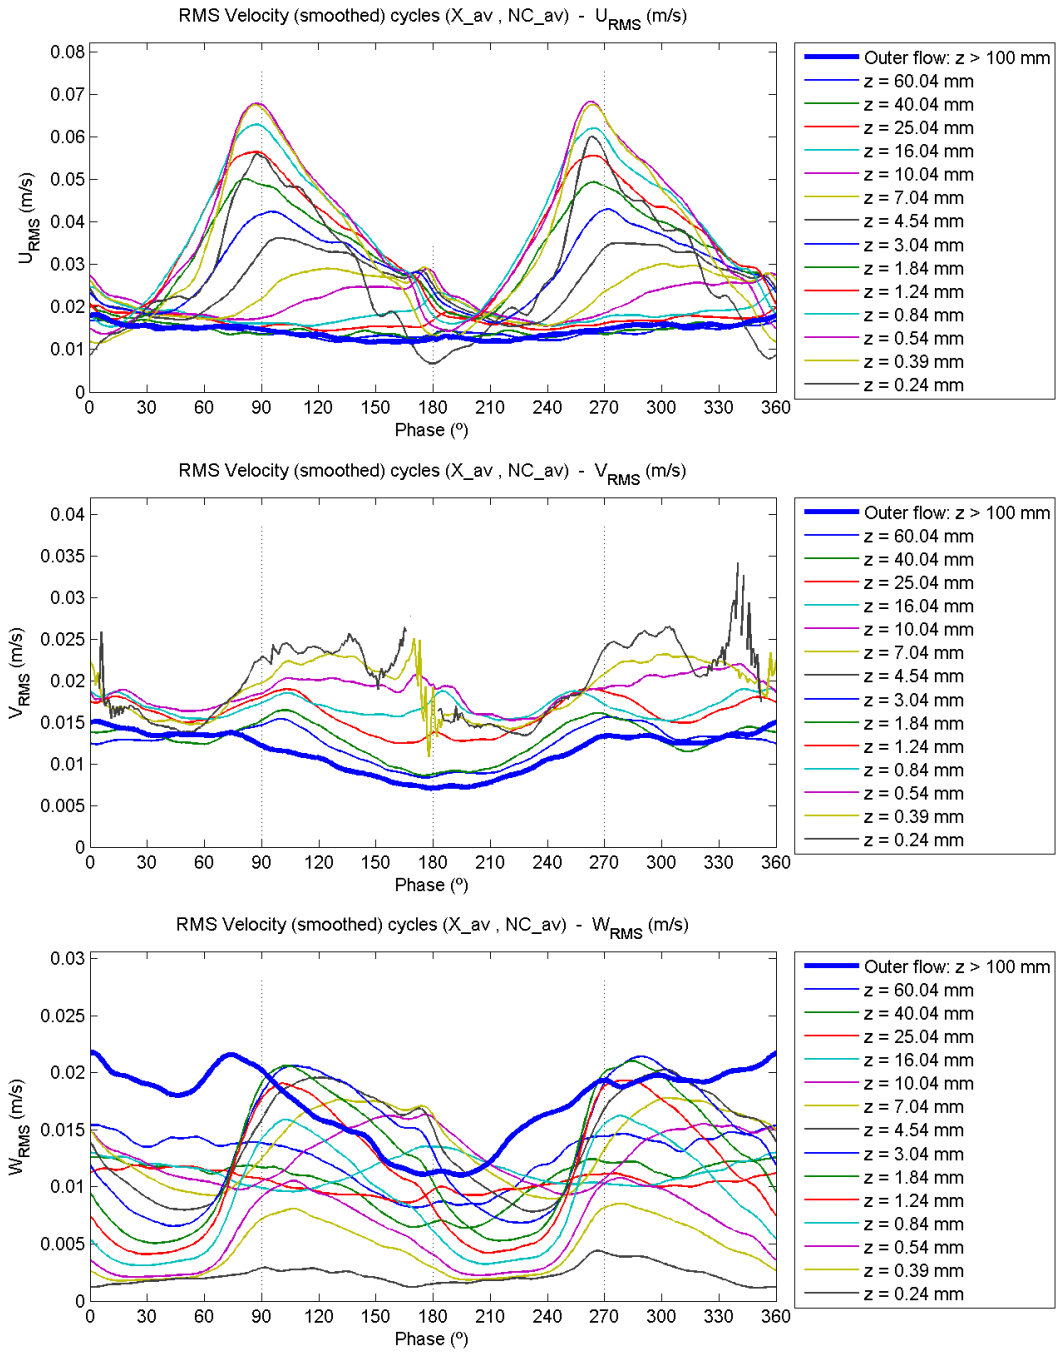 RMS Velocity (smoothed) cycles (X_av , NC_av) - U_RMS (m/s)
0.08
0.07
0.06
0.05
0.04
0.03
0.02
0.01
0
U_RMS (m/s)
0 30 60 90 120 150 180 210 240 270 300 330 360
Phase (º)
Outer flow: z > 100 mm
z = 60.04 mm
z = 40.04 mm
z = 25.04 mm
z = 16.04 mm
z = 10.04 mm
z = 7.04 mm
z = 4.54 mm
z = 3.04 mm
z = 1.84 mm
z = 1.24 mm
z = 0.84 mm
z = 0.54 mm
z = 0.39 mm
z = 0.24 mm
RMS Velocity (smoothed) cycles (X_av , NC_av) - V_RMS (m/s)
0.04
0.035
0.03
0.025
0.02
0.015
0.01
0.005
0
V_RMS (m/s)
0 30 60 90 120 150 180 210 240 270 300 330 360
Phase (º)
Outer flow: z > 100 mm
z = 60.04 mm
z = 40.04 mm
z = 25.04 mm
z = 16.04 mm
z = 10.04 mm
z = 7.04 mm
z = 4.54 mm
z = 3.04 mm
z = 1.84 mm
z = 1.24 mm
z = 0.84 mm
z = 0.54 mm
z = 0.39 mm
z = 0.24 mm
RMS Velocity (smoothed) cycles (X_av , NC_av) - W_RMS (m/s)
0.03
0.025
0.02
0.015
0.01
0.005
0
W_RMS (m/s)
0 30 60 90 120 150 180 210 240 270 300 330 360
Phase (º)
Outer flow: z > 100 mm
z = 60.04 mm
z = 40.04 mm
z = 25.04 mm
z = 16.04 mm
z = 10.04 mm
z = 7.04 mm
z = 4.54 mm
z = 3.04 mm
z = 1.84 mm
z = 1.24 mm
z = 0.84 mm
z = 0.54 mm
z = 0.39 mm
z = 0.24 mm